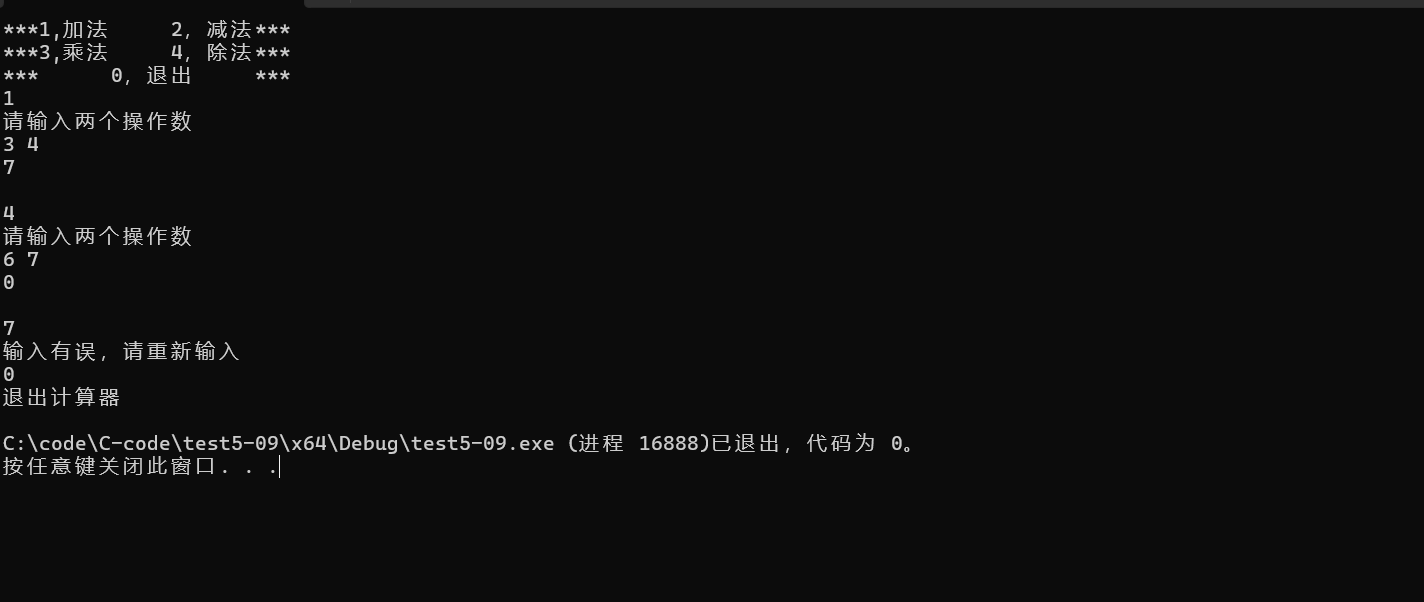 ***1,加法     2, 减法***
***3,乘法     4, 除法***
***      0, 退出     ***
1
请输入两个操作数
3 4
7
4
请输入两个操作数
6 7
0
7
输入有误, 请重新输入
0
退出计算器
C:\code\C-code\test5-09\x64\Debug\test5-09.exe (进程 16888)已退出, 代码为 0。
按任意键关闭此窗口. . .